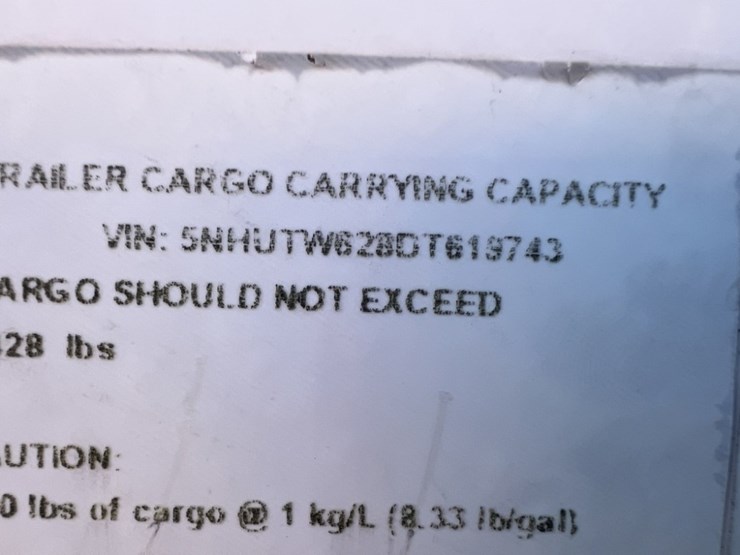 RAILER CARGO CARRYING CAPACITY
VIN: 5NHUTW628DT619743
ARGO SHOULD NOT EXCEED
28 lbs
UTION:
0 lbs of cargo @ 1 kg/L (8.33 lb/gal)